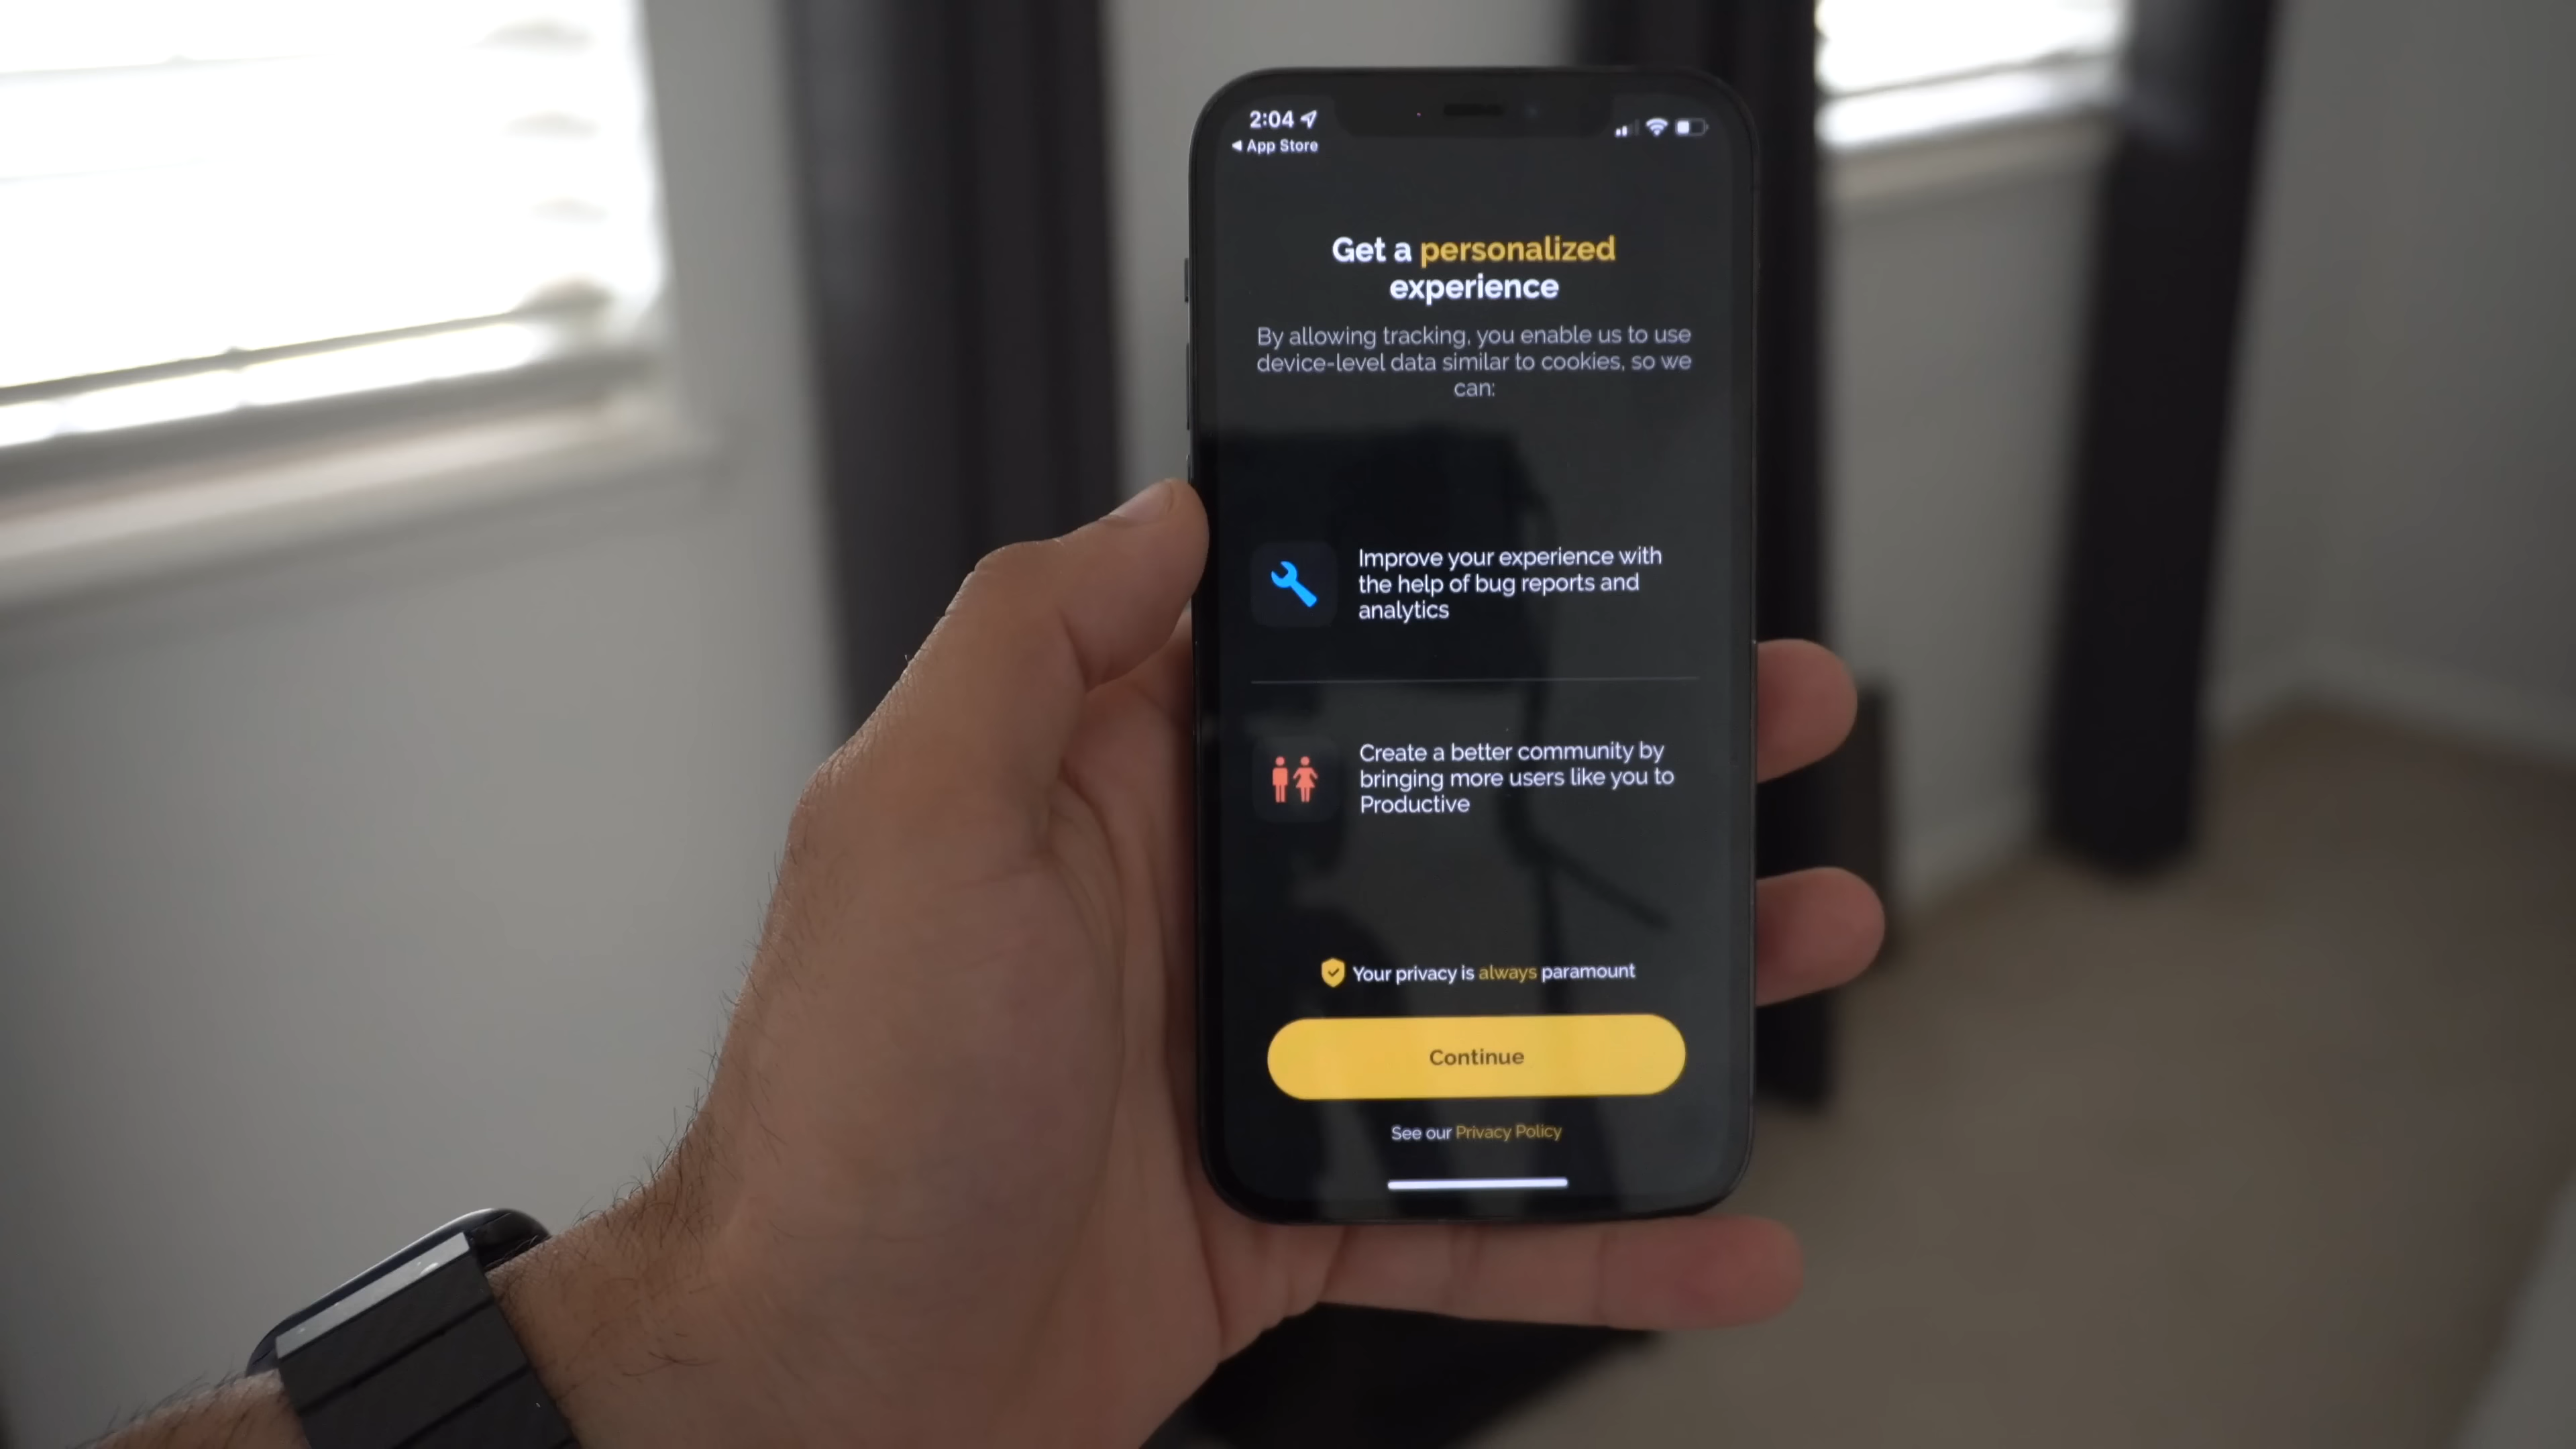 2:04
App Store
Get a personalized
experience
By allowing tracking, you enable us to use
device-level data similar to cookies, so we
can:
Improve your experience with
the help of bug reports and
analytics
Create a better community by
bringing more users like you to
Productive
Your privacy is always paramount
Continue
See our Privacy Policy